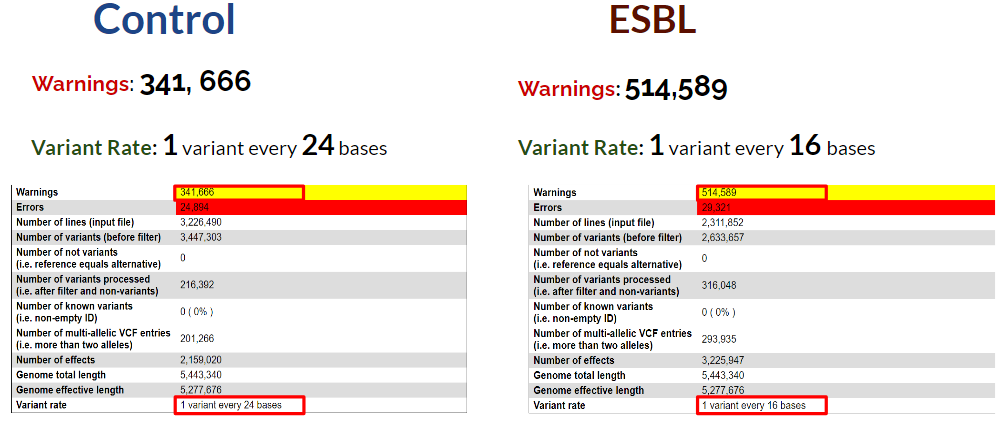 Control
ESBL
Warnings: 341, 666
Warnings: 514,589
Variant Rate: 1 variant every 24 bases
Variant Rate: 1 variant every 16 bases
Warnings 341,666
Errors 24,894
Number of lines (input file) 3,226,490
Number of variants (before filter) 3,447,303
Number of not variants
(i.e. reference equals alternative) 0
Number of variants processed
(i.e. after filter and non-variants) 216,392
Number of known variants
(i.e. non-empty ID) 0 ( 0% )
Number of multi-allelic VCF entries
(i.e. more than two alleles) 201,266
Number of effects 2,159,020
Genome total length 5,443,340
Genome effective length 5,277,676
Variant rate 1 variant every 24 bases
Warnings 514,589
Errors 29,321
Number of lines (input file) 2,311,852
Number of variants (before filter) 2,633,657
Number of not variants
(i.e. reference equals alternative) 0
Number of variants processed
(i.e. after filter and non-variants) 316,048
Number of known variants
(i.e. non-empty ID) 0 ( 0% )
Number of multi-allelic VCF entries
(i.e. more than two alleles) 293,935
Number of effects 3,225,947
Genome total length 5,443,340
Genome effective length 5,277,676
Variant rate 1 variant every 16 bases